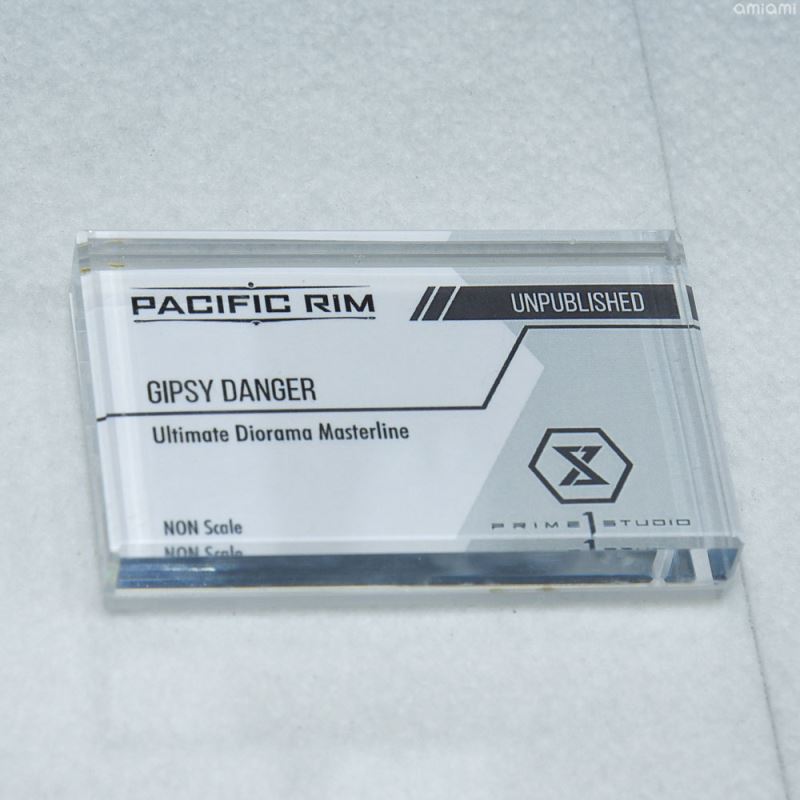 amiami
PACIFIC RIM
UNPUBLISHED
GIPSY DANGER
Ultimate Diorama Masterline
NON Scale
PRIME 1 STUDIO